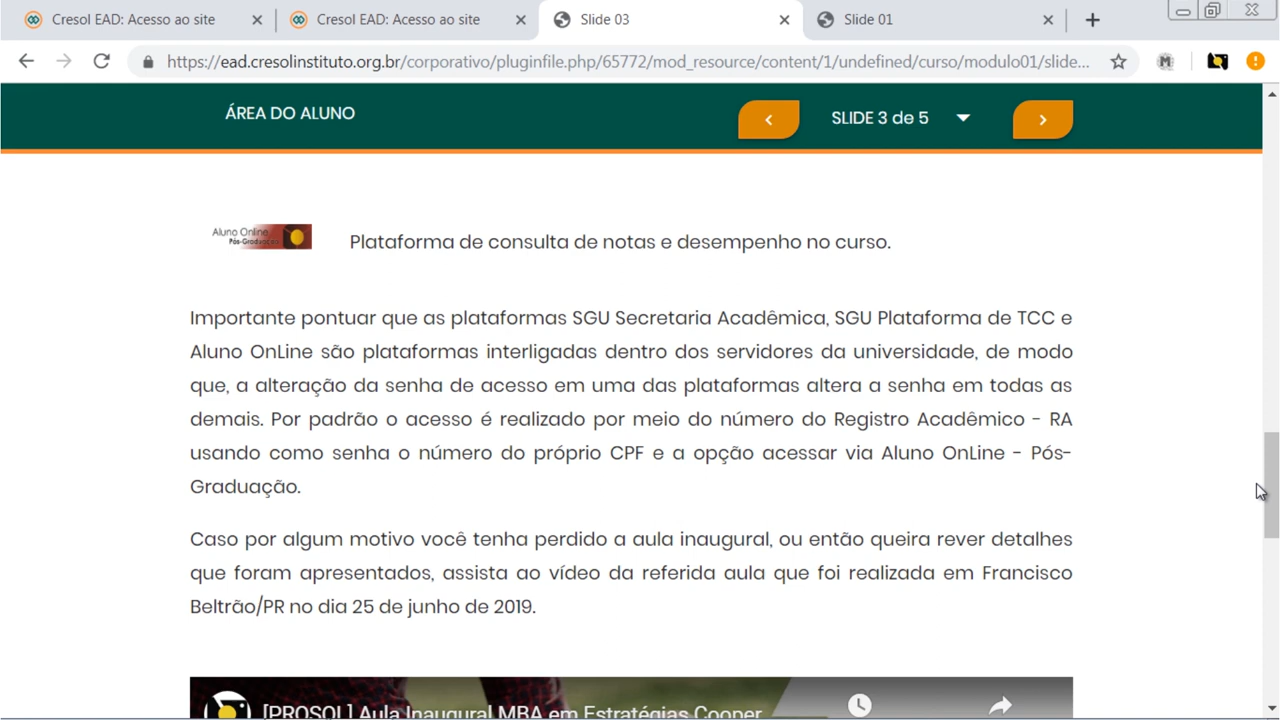 Cresol EAD: Acesso ao site
Cresol EAD: Acesso ao site
Slide 03
Slide 01
https://ead.cresolinstituto.org.br/corporativo/pluginfile.php/65772/mod_resource/content/1/undefined/curso/modulo01/slide...
ÁREA DO ALUNO
SLIDE 3 de 5
Aluno Online
Pós-Graduação
Plataforma de consulta de notas e desempenho no curso.
Importante pontuar que as plataformas SGU Secretaria Acadêmica, SGU Plataforma de TCC e
Aluno OnLine são plataformas interligadas dentro dos servidores da universidade, de modo
que, a alteração da senha de acesso em uma das plataformas altera a senha em todas as
demais. Por padrão o acesso é realizado por meio do número do Registro Acadêmico - RA
usando como senha o número do próprio CPF e a opção acessar via Aluno OnLine - Pós-
Graduação.
Caso por algum motivo você tenha perdido a aula inaugural, ou então queira rever detalhes
que foram apresentados, assista ao vídeo da referida aula que foi realizada em Francisco
Beltrão/PR no dia 25 de junho de 2019.
[PROSOL] Aula Inaugural MBA em Estratégias Cooper